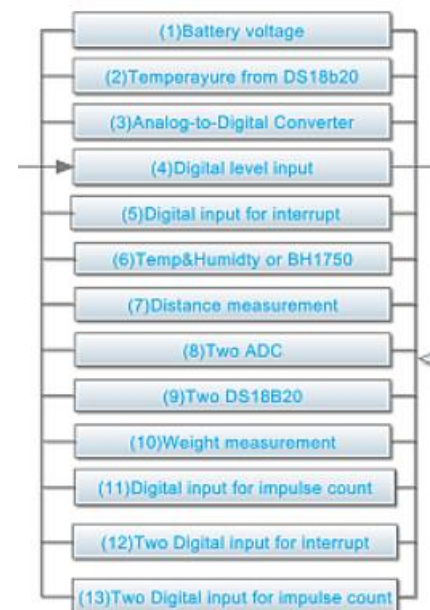 (1)Battery voltage
(2)Temperayure from DS18b20
(3)Analog-to-Digital Converter
(4)Digital level input
(5)Digital input for interrupt
(6)Temp&Humidty or BH1750
(7)Distance measurement
(8)Two ADC
(9)Two DS18B20
(10)Weight measurement
(11)Digital input for impulse count
(12)Two Digital input for interrupt
(13)Two Digital input for impulse count